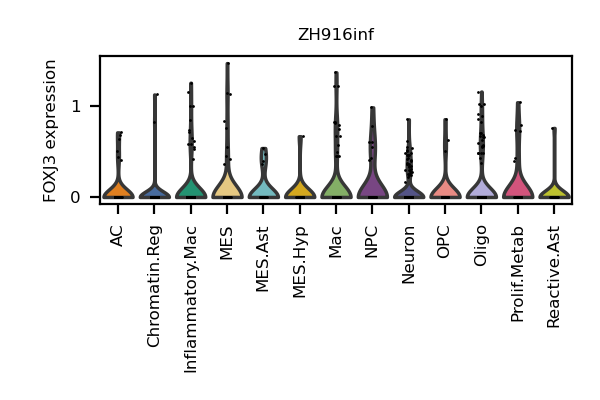 ZH916inf
FOXJ3 expression
1
0
AC
Chromatin.Reg
Inflammatory.Mac
MES
MES.Ast
MES.Hyp
Mac
NPC
Neuron
OPC
Oligo
Prolif.Metab
Reactive.Ast